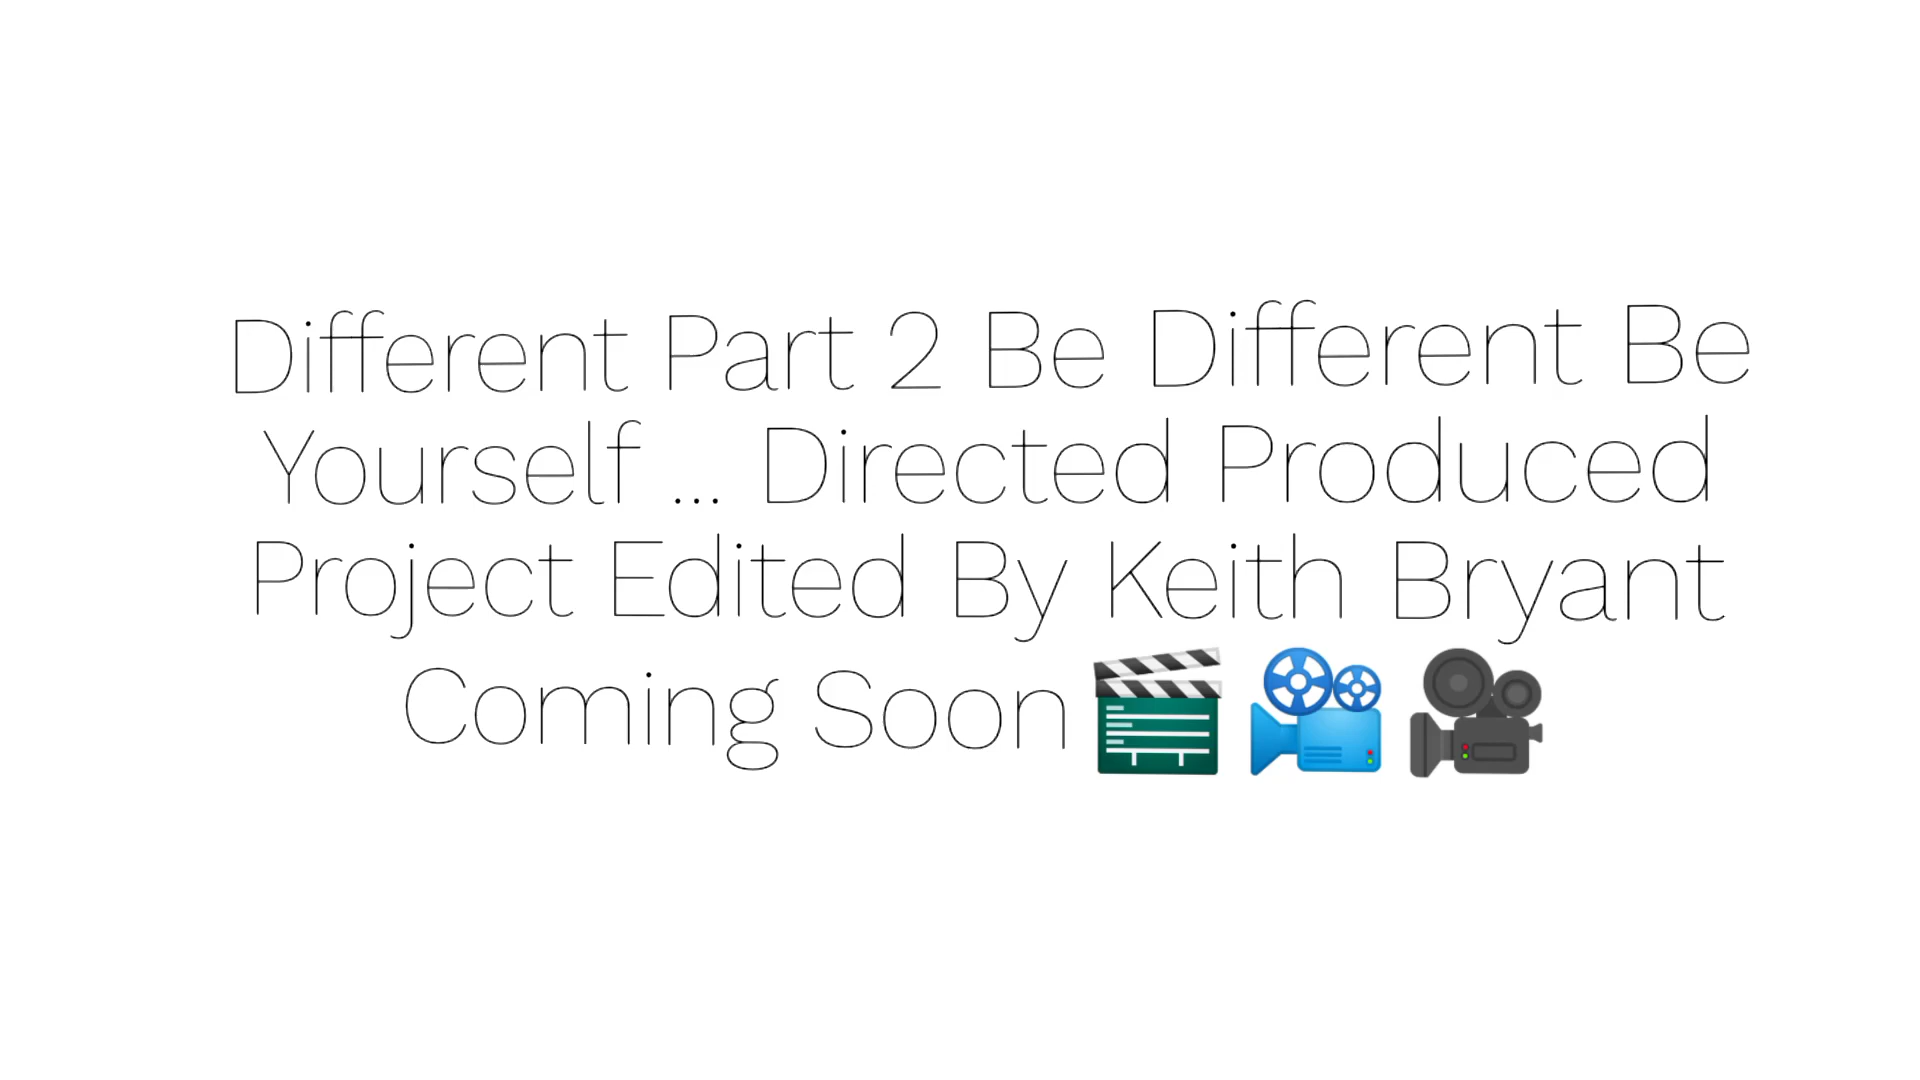 Different Part 2 Be Different Be
Yourself ... Directed Produced
Project Edited By Keith Bryant
Coming Soon 🎬 📽️ 🎥